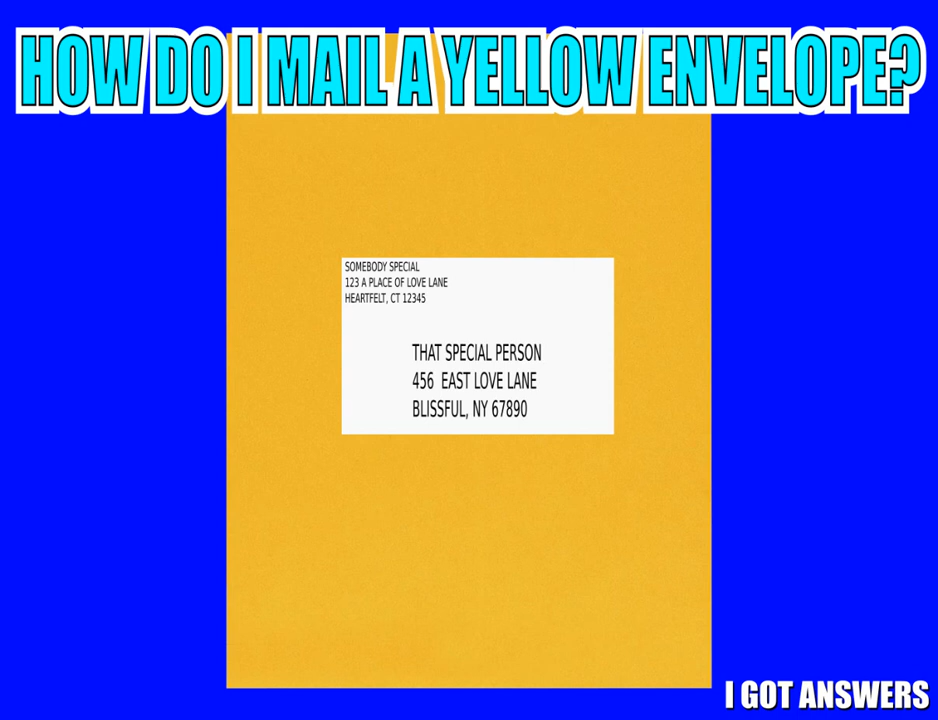 HOW DO I MAIL A YELLOW ENVELOPE?
SOMEBODY SPECIAL
123 A PLACE OF LOVE LANE
HEARTFELT, CT 12345
THAT SPECIAL PERSON
456 EAST LOVE LANE
BLISSFUL, NY 67890
I GOT ANSWERS